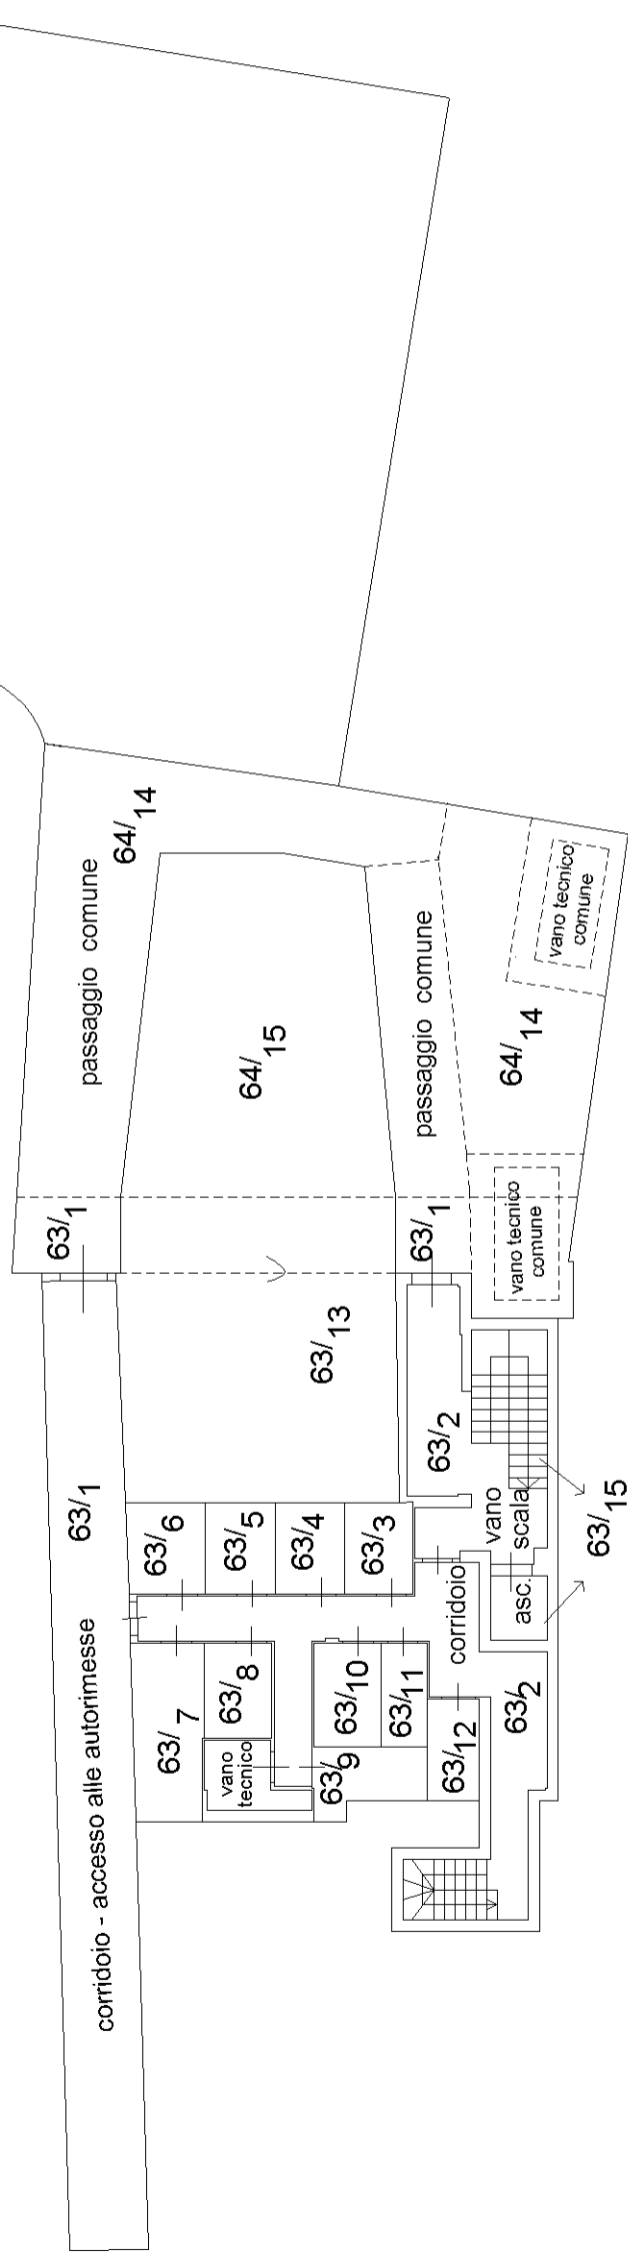 corridoio - accesso alle autorimesse
63/1
63/1
passaggio comune
64/14
63/7
63/6
63/8
63/5
vano
tecnico
63/4
64/15
63/9
63/10
63/3
63/13
63/11
63/12
corridoio
63/2
63/1
passaggio comune
63/2
asc.
vano
scala
vano tecnico
comune
64/14
vano tecnico
comune
63/15